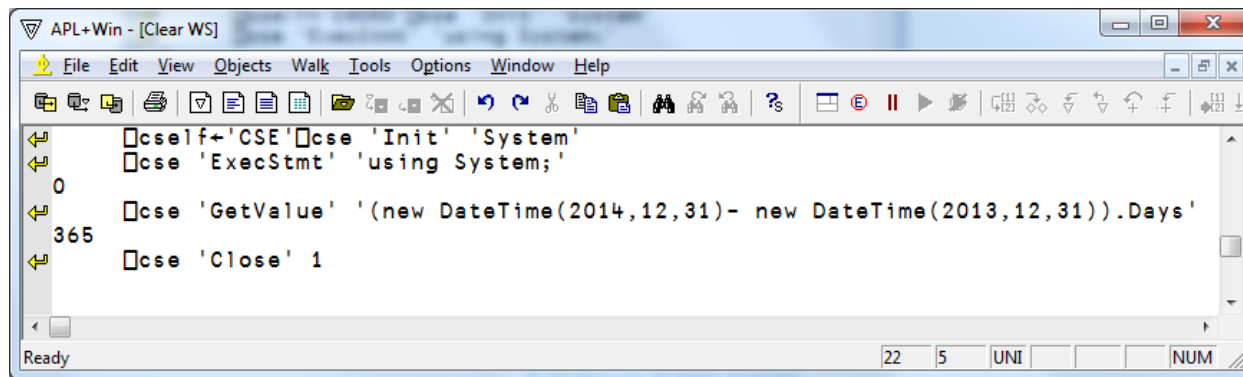 APL+Win - [Clear WS]
File Edit View Objects Walk Tools Options Window Help
⎕cself←'CSE'⎕cse 'Init' 'System'
⎕cse 'ExecStmt' 'using System;'
0
⎕cse 'GetValue' '(new DateTime(2014,12,31)- new DateTime(2013,12,31)).Days'
365
⎕cse 'Close' 1
Ready 22 5 UNI NUM